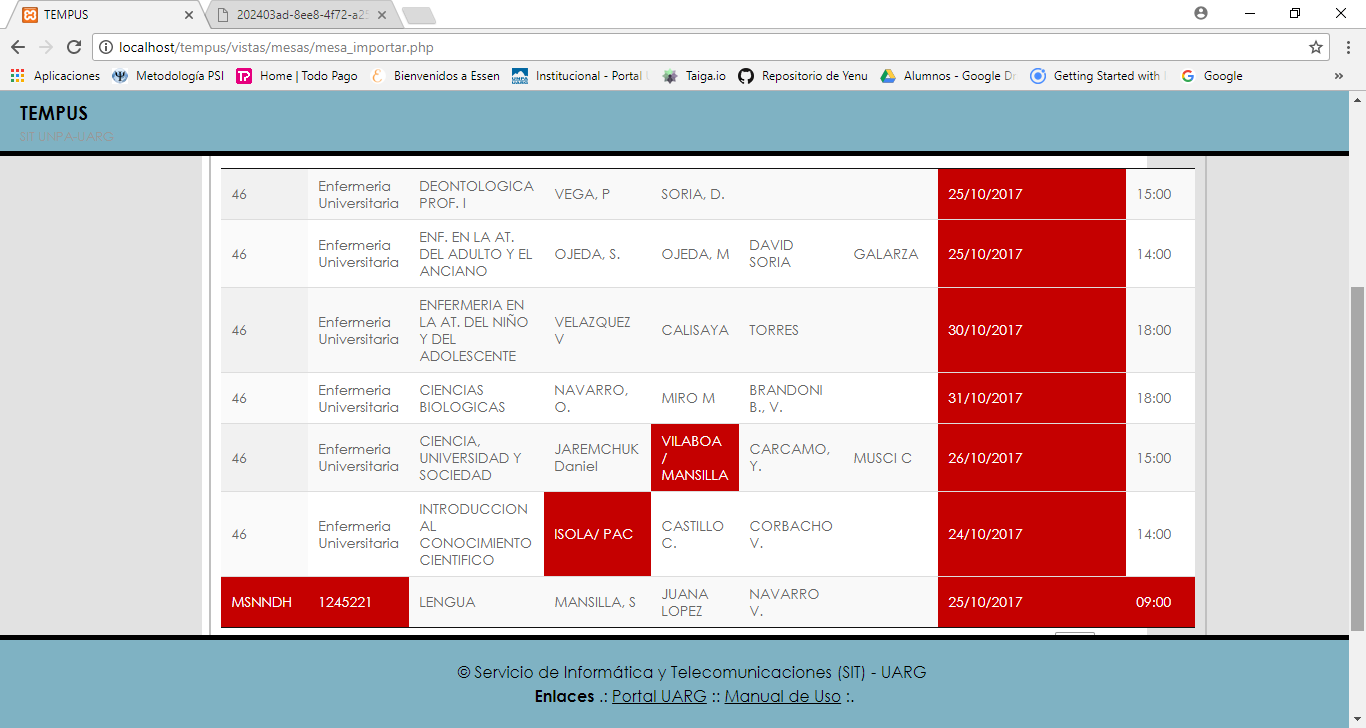 TEMPUS
202403ad-8ee8-4f72-a25
localhost/tempus/vistas/mesas/mesa_importar.php
Aplicaciones Metodología PSI Home | Todo Pago Bienvenidos a Essen Institucional - Portal Taiga.io Repositorio de Yenu Alumnos - Google Dr Getting Started with Google »
TEMPUS
SIT-UNPA-UARG
46 Enfermeria Universitaria DEONTOLOGICA PROF. I VEGA, P SORIA, D. 25/10/2017 15:00
46 Enfermeria Universitaria ENF. EN LA AT. DEL ADULTO Y EL ANCIANO OJEDA, S. OJEDA, M DAVID SORIA GALARZA 25/10/2017 14:00
46 Enfermeria Universitaria ENFERMERIA EN LA AT. DEL NIÑO Y DEL ADOLESCENTE VELAZQUEZ V CALISAYA TORRES 30/10/2017 18:00
46 Enfermeria Universitaria CIENCIAS BIOLOGICAS NAVARRO, O. MIRO M BRANDONI B., V. 31/10/2017 18:00
46 Enfermeria Universitaria CIENCIA, UNIVERSIDAD Y SOCIEDAD JAREMCHUK Daniel VILABOA / MANSILLA CARCAMO, Y. MUSCI C 26/10/2017 15:00
46 Enfermeria Universitaria INTRODUCCION AL CONOCIMIENTO CIENTIFICO ISOLA/ PAC CASTILLO C. CORBACHO V. 24/10/2017 14:00
MSNNDH 1245221 LENGUA MANSILLA, S JUANA LOPEZ NAVARRO V. 25/10/2017 09:00
© Servicio de Informática y Telecomunicaciones (SIT) - UARG
Enlaces .: Portal UARG :: Manual de Uso :.